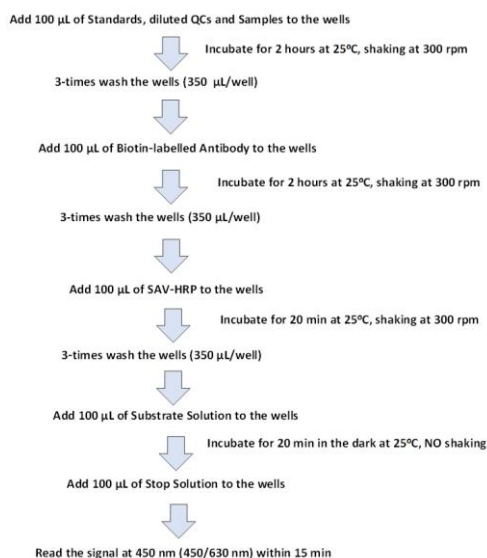 Add 100 µL of Standards, diluted QCs and Samples to the wells
Incubate for 2 hours at 25ºC, shaking at 300 rpm
3-times wash the wells (350 µL/well)
Add 100 µL of Biotin-labelled Antibody to the wells
Incubate for 2 hours at 25ºC, shaking at 300 rpm
3-times wash the wells (350 µL/well)
Add 100 µL of SAV-HRP to the wells
Incubate for 20 min at 25ºC, shaking at 300 rpm
3-times wash the wells (350 µL/well)
Add 100 µL of Substrate Solution to the wells
Incubate for 20 min in the dark at 25ºC, NO shaking
Add 100 µL of Stop Solution to the wells
Read the signal at 450 nm (450/630 nm) within 15 min